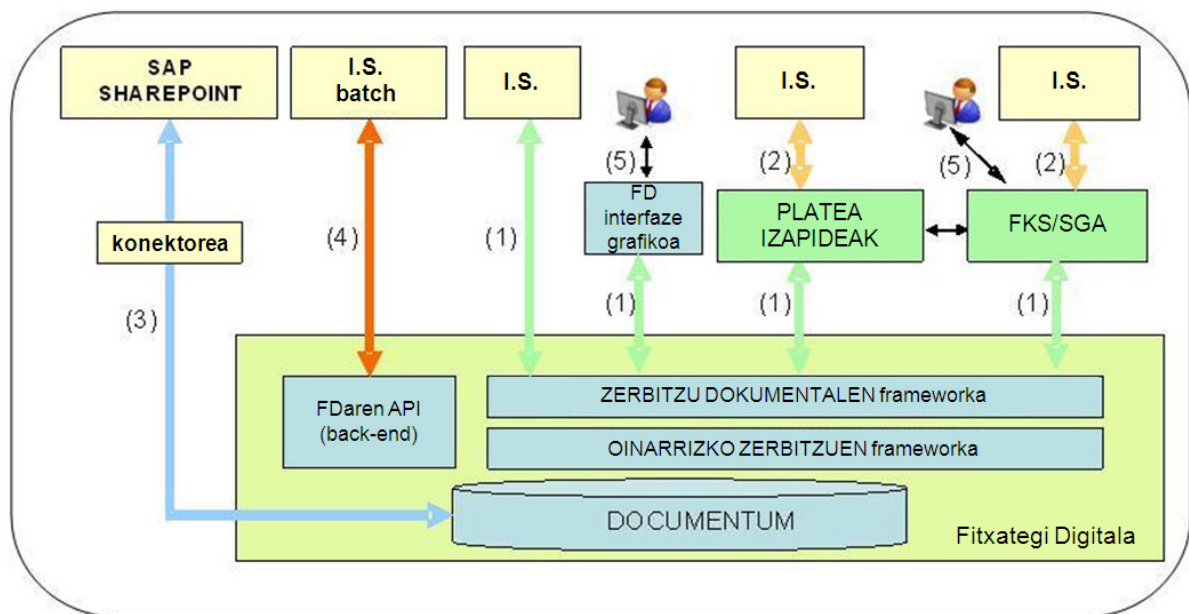 SAP
SHAREPOINT
I.S.
batch
I.S.
I.S.
I.S.
(5)
(2)
(5)
(2)
FD
interfaze
grafikoa
PLATEA
IZAPIDEAK
FKS/SGA
konektorea
(4)
(1)
(3)
(1)
(1)
(1)
FDaren API
(back-end)
ZERBITZU DOKUMENTALEN frameworka
OINARRIZKO ZERBITZUEN frameworka
DOCUMENTUM
Fitxategi Digitala